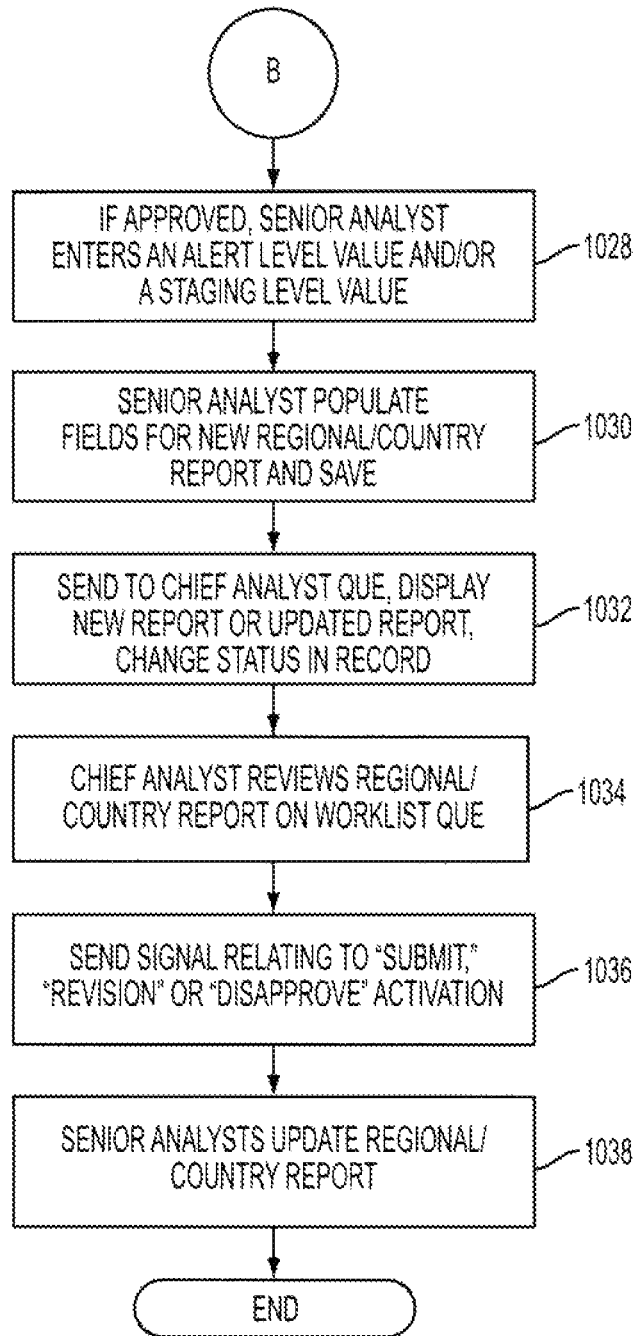 B
IF APPROVED, SENIOR ANALYST
ENTERS AN ALERT LEVEL VALUE AND/OR
A STAGING LEVEL VALUE
1028
SENIOR ANALYST POPULATE
FIELDS FOR NEW REGIONAL/COUNTRY
REPORT AND SAVE
1030
SEND TO CHIEF ANALYST QUE, DISPLAY
NEW REPORT OR UPDATED REPORT,
CHANGE STATUS IN RECORD
1032
CHIEF ANALYST REVIEWS REGIONAL/
COUNTRY REPORT ON WORKLIST QUE
1034
SEND SIGNAL RELATING TO “SUBMIT,”
“REVISION” OR “DISAPPROVE” ACTIVATION
1036
SENIOR ANALYSTS UPDATE REGIONAL/
COUNTRY REPORT
1038
END